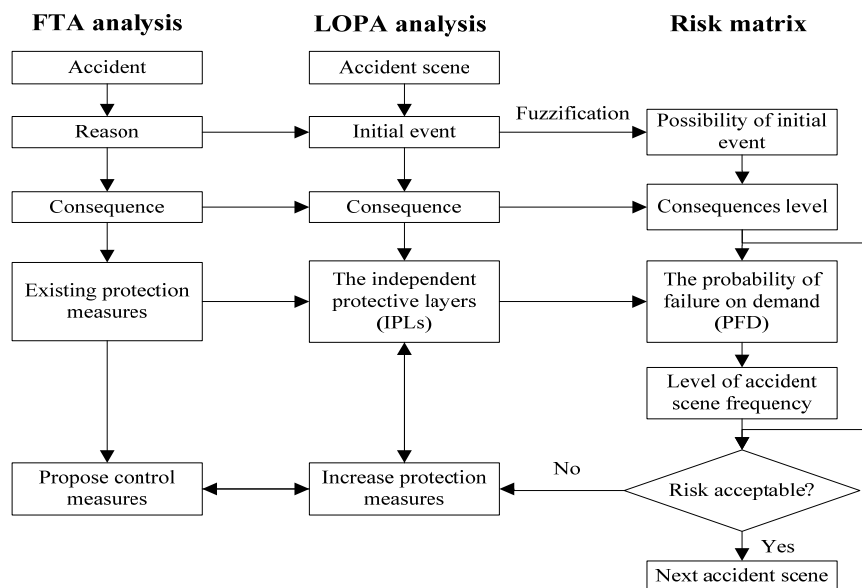 FTA analysis
LOPA analysis
Risk matrix
Accident
Accident scene
Reason
Initial event
Fuzzification
Possibility of initial
event
Consequence
Consequence
Consequences level
Existing protection
measures
The independent
protective layers
(IPLs)
The probability of
failure on demand
(PFD)
Level of accident
scene frequency
Propose control
measures
Increase protection
measures
No
Risk acceptable?
Yes
Next accident scene